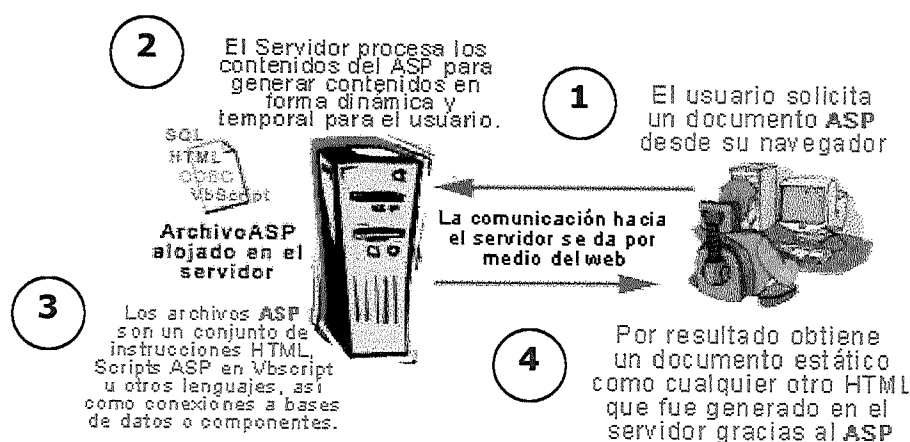 2
El Servidor procesa los
contenidos del ASP para
generar contenidos en
forma dinámica y
temporal para el usuario.
1
El usuario solicita
un documento ASP
desde su navegador
SQL
HTML
ODBC
VbScript
ArchivoASP
alojado en el
servidor
La comunicación hacia
el servidor se da por
medio del web
3
Los archivos ASP
son un conjunto de
instrucciones HTML,
Scripts ASP en Vbscript
u otros lenguajes, así
como conexiones a bases
de datos o componentes.
4
Por resultado obtiene
un documento estático
como cualquier otro HTML
que fue generado en el
servidor gracias al ASP